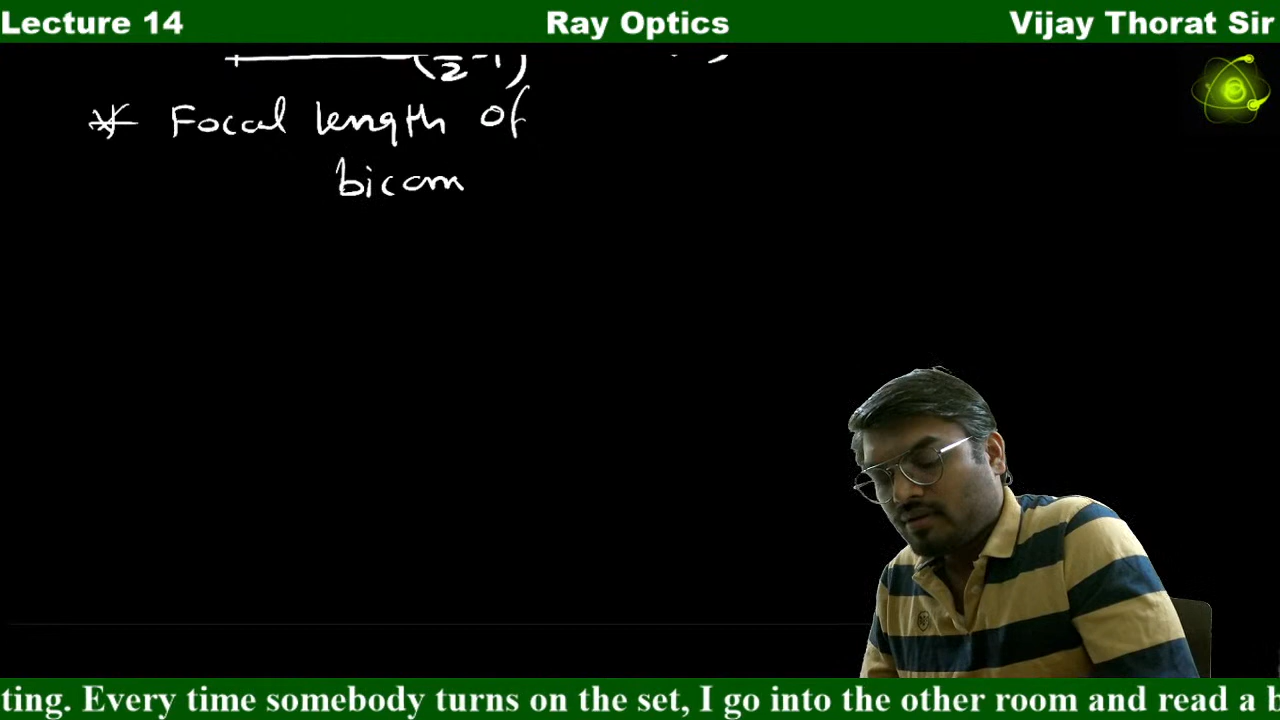 Lecture 14 Ray Optics Vijay Thorat Sir
* Focal length of
bicon
ting. Every time somebody turns on the set, I go into the other room and read a b